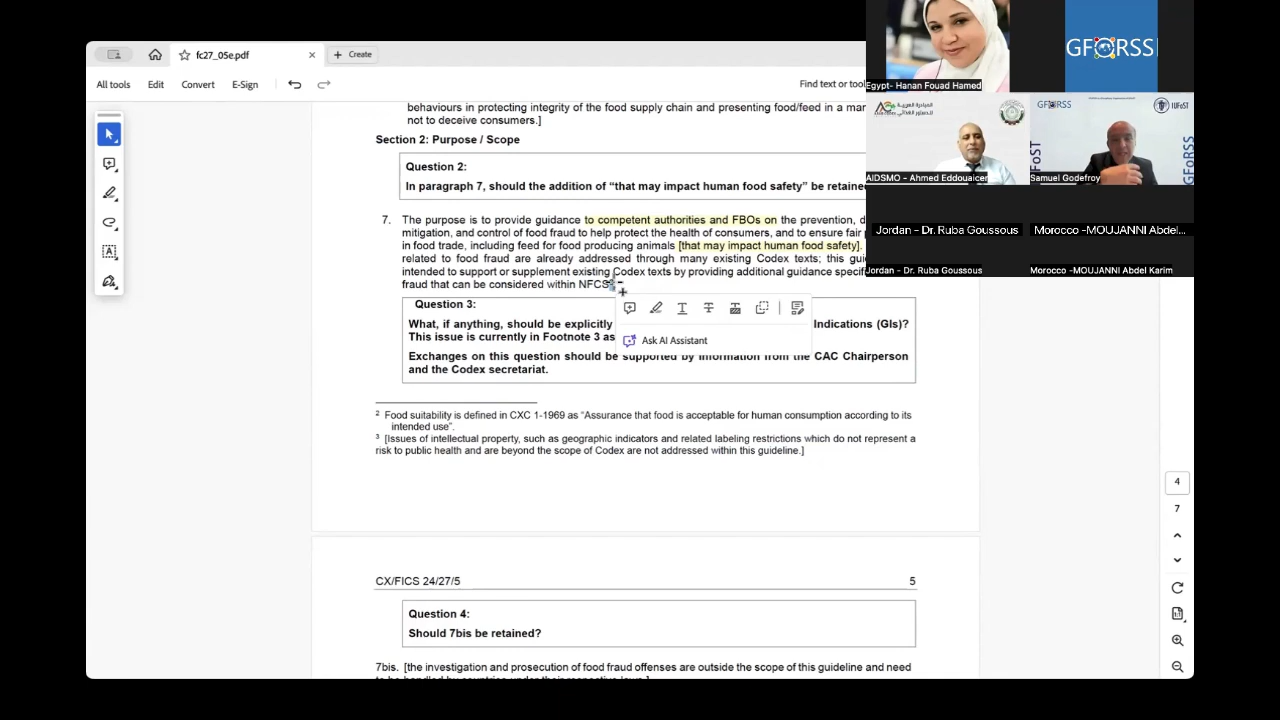 fc27_05e.pdf
Create
All tools
Edit
Convert
E-Sign
Find text or tool
behaviours in protecting integrity of the food supply chain and presenting food/feed in a
not to deceive consumers.]
Section 2: Purpose / Scope
Question 2:
In paragraph 7, should the addition of “that may impact human food safety” be
7. The purpose is to provide guidance to competent authorities and FBOs on the prevention,
mitigation, and control of food fraud to help protect the health of consumers, and to ensure fair
in food trade, including feed for food producing animals [that may impact human food safety].
related to food fraud are already addressed through many existing Codex texts; this
intended to support or supplement existing Codex texts by providing additional guidance
fraud that can be considered within NFCS
Question 3:
What, if anything, should be explicitly Indications (GIs)?
This issue is currently in Footnote 3 as
Ask AI Assistant
Exchanges on this question should be supported by information from the CAC Chairperson
and the Codex secretariat.
2 Food suitability is defined in CXC 1-1969 as “Assurance that food is acceptable for human consumption according to its
intended use”.
3 [Issues of intellectual property, such as geographic indicators and related labeling restrictions which do not represent a
risk to public health and are beyond the scope of Codex are not addressed within this guideline.]
CX/FICS 24/27/5
5
Question 4:
Should 7bis be retained?
7bis. [the investigation and prosecution of food fraud offenses are outside the scope of this guideline and need
4
7
Egypt- Hanan Fouad Hamed
GFORSS
AIDSMO - Ahmed Eddouaicer
GFORSS
IUFoST
FoST
GFoRSS
Samuel Godefroy
Jordan - Dr. Ruba Goussous
Morocco-MOUJANNI Abdel...
Jordan - Dr. Ruba Goussous
Morocco -MOUJANNI Abdel Karim